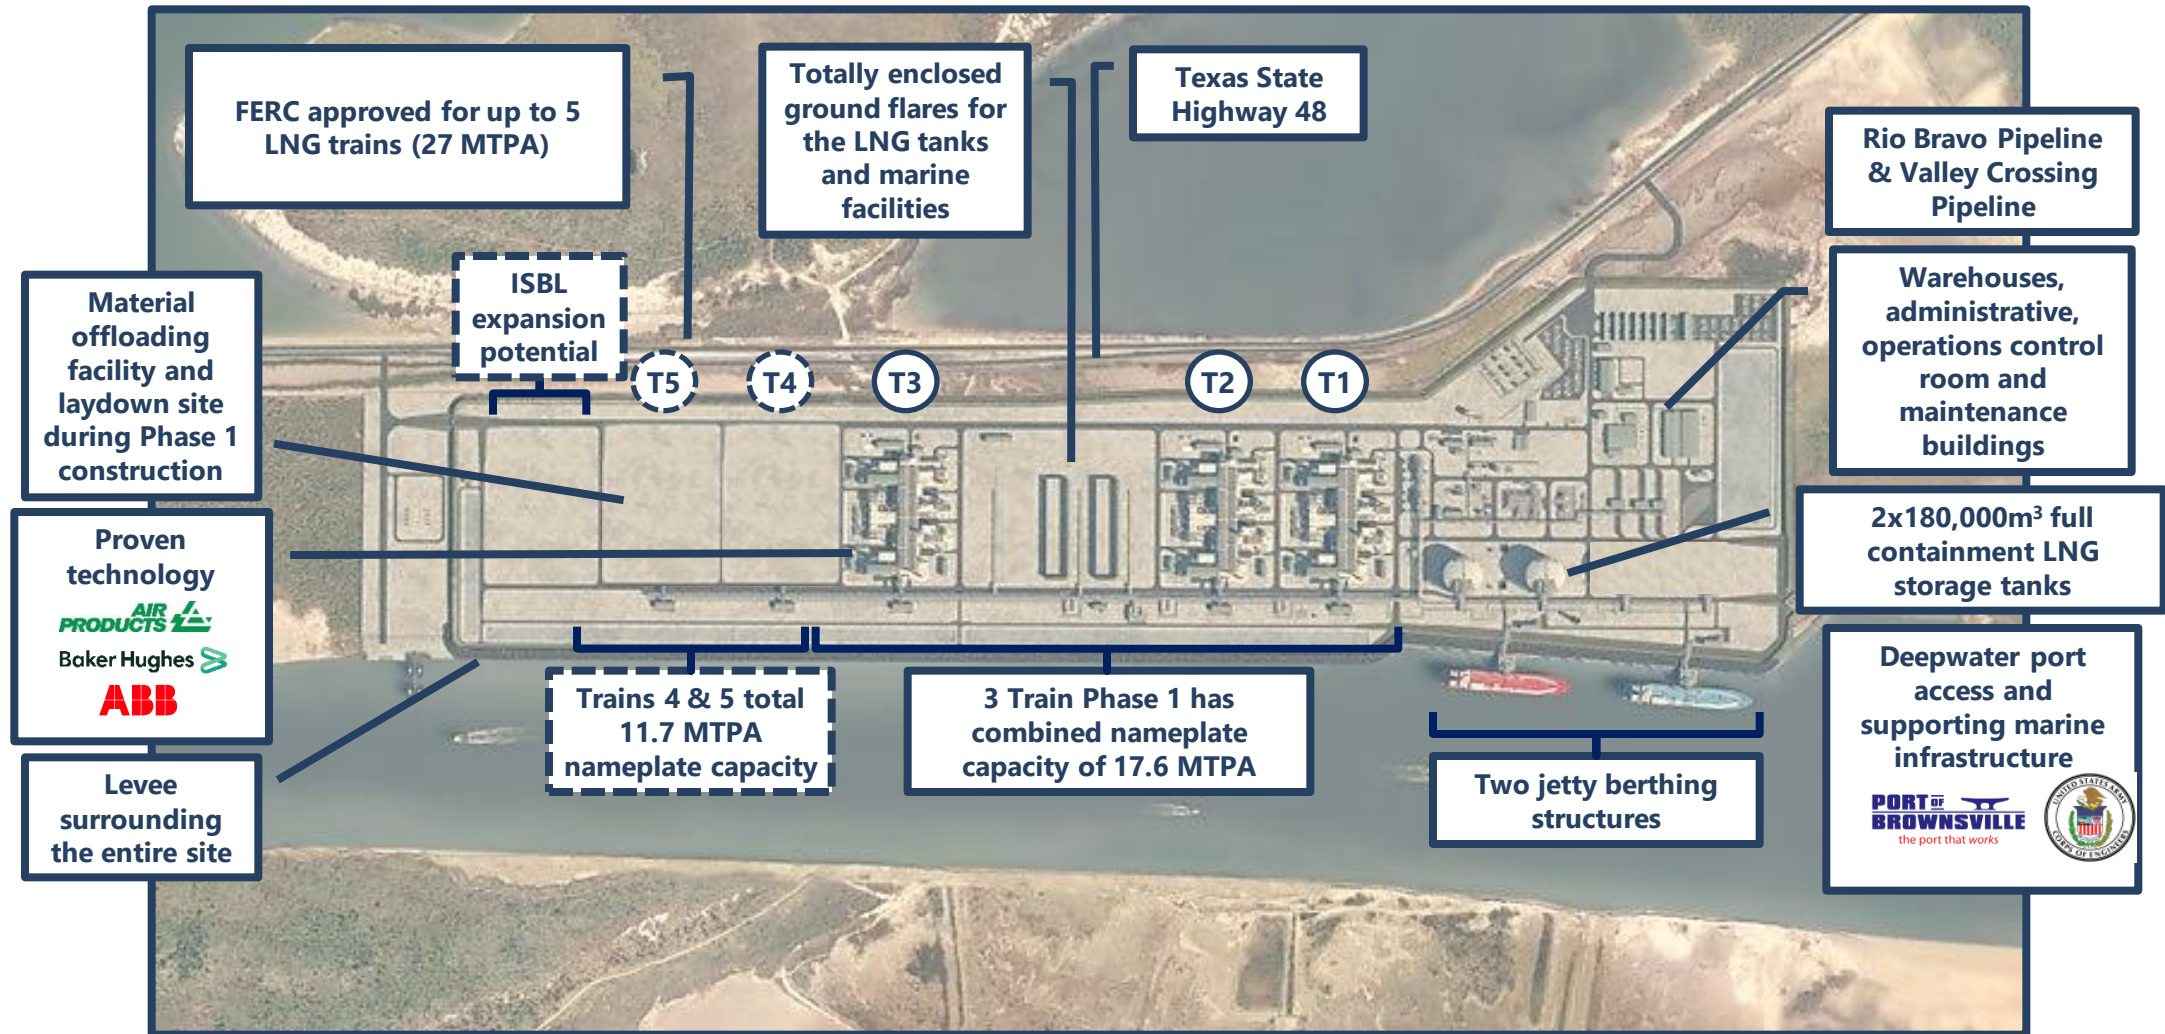 FERC approved for up to 5
LNG trains (27 MTPA)
Totally enclosed
ground flares for
the LNG tanks
and marine
facilities
Texas State
Highway 48
Rio Bravo Pipeline
& Valley Crossing
Pipeline
ISBL
expansion
potential
Material
offloading
facility and
laydown site
during Phase 1
construction
Warehouses,
administrative,
operations control
room and
maintenance
buildings
T5
T4
T3
T2
T1
Proven
technology
AIR
PRODUCTS
Baker Hughes
ABB
2x180,000m³ full
containment LNG
storage tanks
Levee
surrounding
the entire site
Trains 4 & 5 total
11.7 MTPA
nameplate capacity
3 Train Phase 1 has
combined nameplate
capacity of 17.6 MTPA
Two jetty berthing
structures
Deepwater port
access and
supporting marine
infrastructure
PORT OF
BROWNSVILLE
the port that works
UNITED STATES ARMY
CORPS OF ENGINEERS